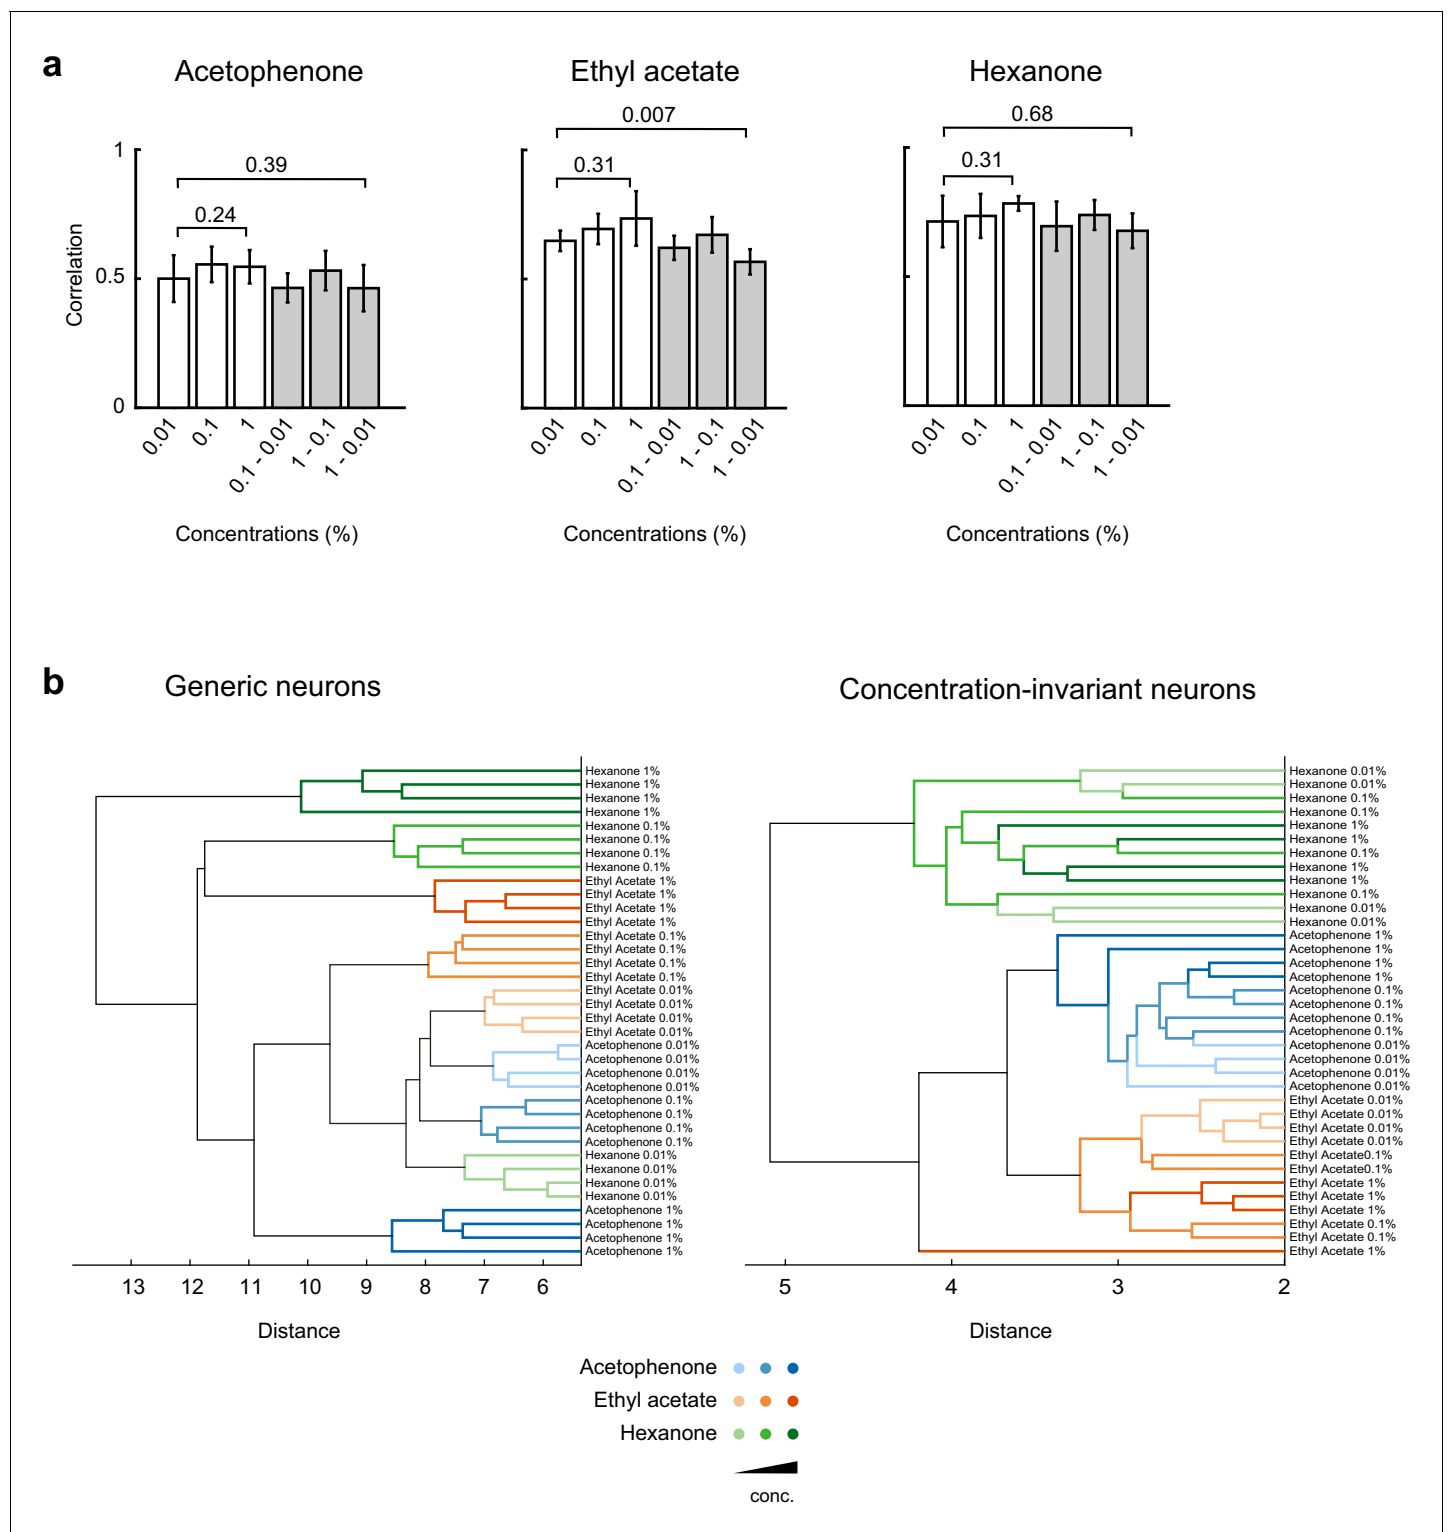 a
Acetophenone
Ethyl acetate
Hexanone
0.39
0.24
0.007
0.31
0.68
0.31
Correlation
1
0.5
0
0.01
0.1
1
0.1 - 0.01
1 - 0.1
1 - 0.01
0.01
0.1
1
0.1 - 0.01
1 - 0.1
1 - 0.01
0.01
0.1
1
0.1 - 0.01
1 - 0.1
1 - 0.01
Concentrations (%)
Concentrations (%)
Concentrations (%)
b
Generic neurons
Hexanone 1%
Hexanone 1%
Hexanone 1%
Hexanone 1%
Hexanone 0.1%
Hexanone 0.1%
Hexanone 0.1%
Hexanone 0.1%
Ethyl Acetate 1%
Ethyl Acetate 1%
Ethyl Acetate 1%
Ethyl Acetate 1%
Ethyl Acetate 0.1%
Ethyl Acetate 0.1%
Ethyl Acetate 0.1%
Ethyl Acetate 0.1%
Ethyl Acetate 0.01%
Ethyl Acetate 0.01%
Ethyl Acetate 0.01%
Ethyl Acetate 0.01%
Acetophenone 0.01%
Acetophenone 0.01%
Acetophenone 0.01%
Acetophenone 0.01%
Acetophenone 0.1%
Acetophenone 0.1%
Acetophenone 0.1%
Acetophenone 0.1%
Hexanone 0.01%
Hexanone 0.01%
Hexanone 0.01%
Hexanone 0.01%
Acetophenone 1%
Acetophenone 1%
Acetophenone 1%
Acetophenone 1%
13 12 11 10 9 8 7 6
Distance
Concentration-invariant neurons
Hexanone 0.01%
Hexanone 0.01%
Hexanone 0.1%
Hexanone 0.1%
Hexanone 1%
Hexanone 1%
Hexanone 0.1%
Hexanone 1%
Hexanone 1%
Hexanone 0.1%
Hexanone 0.01%
Hexanone 0.01%
Acetophenone 1%
Acetophenone 1%
Acetophenone 1%
Acetophenone 1%
Acetophenone 0.1%
Acetophenone 0.1%
Acetophenone 0.1%
Acetophenone 0.1%
Acetophenone 0.01%
Acetophenone 0.01%
Acetophenone 0.01%
Acetophenone 0.01%
Ethyl Acetate 0.01%
Ethyl Acetate 0.01%
Ethyl Acetate 0.01%
Ethyl Acetate 0.01%
Ethyl Acetate0.1%
Ethyl Acetate0.1%
Ethyl Acetate 1%
Ethyl Acetate 1%
Ethyl Acetate 1%
Ethyl Acetate 0.1%
Ethyl Acetate 0.1%
Ethyl Acetate 1%
5 4 3 2
Distance
Acetophenone
Ethyl acetate
Hexanone
conc.